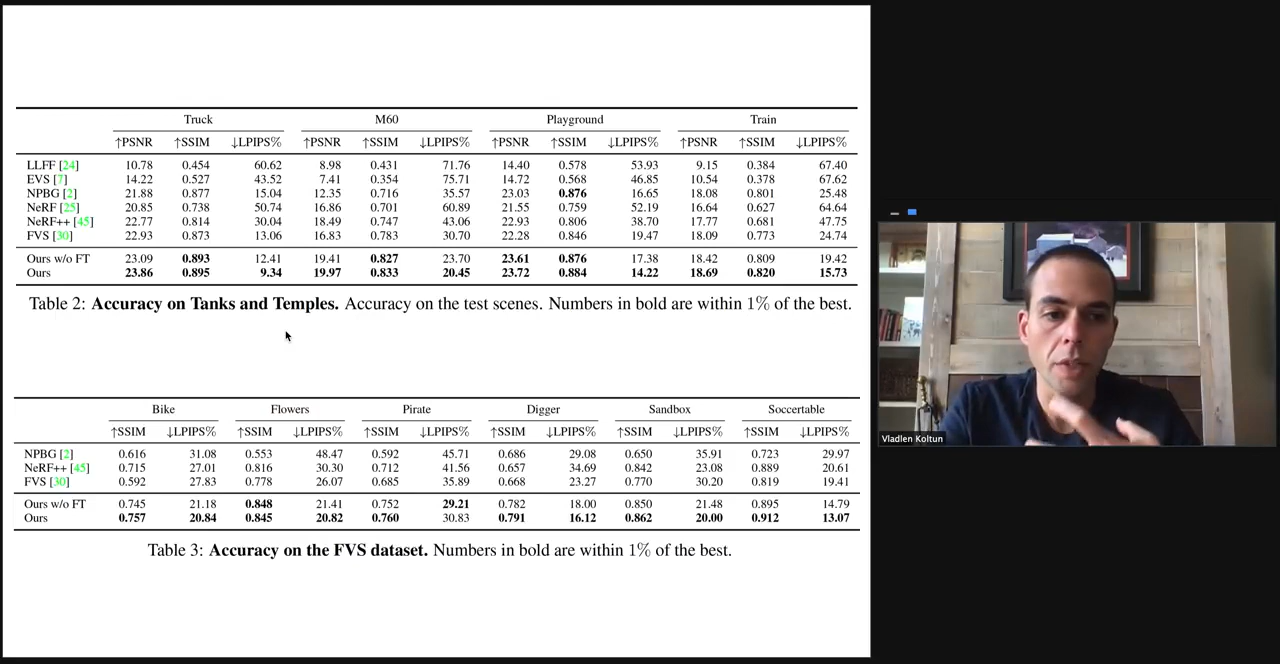 Truck M60 Playground Train
↑PSNR ↑SSIM ↓LPIPS% ↑PSNR ↑SSIM ↓LPIPS% ↑PSNR ↑SSIM ↓LPIPS% ↑PSNR ↑SSIM ↓LPIPS%
LLFF [24] 10.78 0.454 60.62 8.98 0.431 71.76 14.40 0.578 53.93 9.15 0.384 67.40
EVS [7] 14.22 0.527 43.52 7.41 0.354 75.71 14.72 0.568 46.85 10.54 0.378 67.62
NPBG [2] 21.88 0.877 15.04 12.35 0.716 35.57 23.03 0.876 16.65 18.08 0.801 25.48
NeRF [25] 20.85 0.738 50.74 16.86 0.701 60.89 21.55 0.759 52.19 16.64 0.627 64.64
NeRF++ [45] 22.77 0.814 30.04 18.49 0.747 43.06 22.93 0.806 38.70 17.77 0.681 47.75
FVS [30] 22.93 0.873 13.06 16.83 0.783 30.70 22.28 0.846 19.47 18.09 0.773 24.74
Ours w/o FT 23.09 0.893 12.41 19.41 0.827 23.70 23.61 0.876 17.38 18.42 0.809 19.42
Ours 23.86 0.895 9.34 19.97 0.833 20.45 23.72 0.884 14.22 18.69 0.820 15.73
Table 2: Accuracy on Tanks and Temples. Accuracy on the test scenes. Numbers in bold are within 1% of the best.
Bike Flowers Pirate Digger Sandbox Soccertable
↑SSIM ↓LPIPS% ↑SSIM ↓LPIPS% ↑SSIM ↓LPIPS% ↑SSIM ↓LPIPS% ↑SSIM ↓LPIPS% ↑SSIM ↓LPIPS%
NPBG [2] 0.616 31.08 0.553 48.47 0.592 45.71 0.686 29.08 0.650 35.91 0.723 29.97
NeRF++ [45] 0.715 27.01 0.816 30.30 0.712 41.56 0.657 34.69 0.842 23.08 0.889 20.61
FVS [30] 0.592 27.83 0.778 26.07 0.685 35.89 0.668 23.27 0.770 30.20 0.819 19.41
Ours w/o FT 0.745 21.18 0.848 21.41 0.752 29.21 0.782 18.00 0.850 21.48 0.895 14.79
Ours 0.757 20.84 0.845 20.82 0.760 30.83 0.791 16.12 0.862 20.00 0.912 13.07
Table 3: Accuracy on the FVS dataset. Numbers in bold are within 1% of the best.
Vladlen Koltun